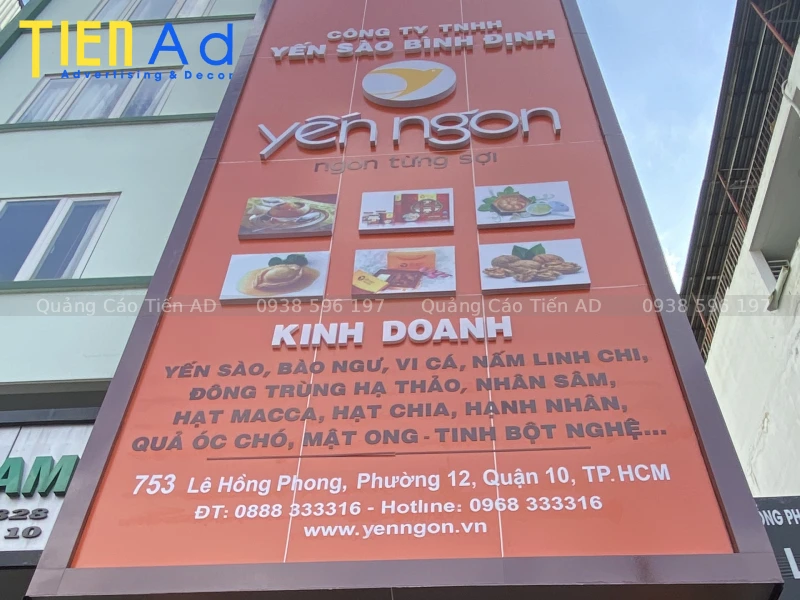 TIEN Ad
Advertising & Decor
CÔNG TY TNHH
YẾN SÀO BÌNH ĐỊNH
yến ngon
ngon từng sợi
Quảng Cáo Tiến AD 0938 596 197 Quảng Cáo Tiến AD 0938 596 197
KINH DOANH
YẾN SÀO, BÀO NGƯ, VI CÁ, NẤM LINH CHI,
ĐÔNG TRÙNG HẠ THẢO, NHÂN SÂM,
HẠT MACCA, HẠT CHIA, HẠNH NHÂN,
QUẢ ÓC CHÓ, MẬT ONG - TINH BỘT NGHỆ...
753 Lê Hồng Phong, Phường 12, Quận 10, TP.HCM
ĐT: 0888 333316 - Hotline: 0968 333316
www.yenngon.vn
AM
328
10